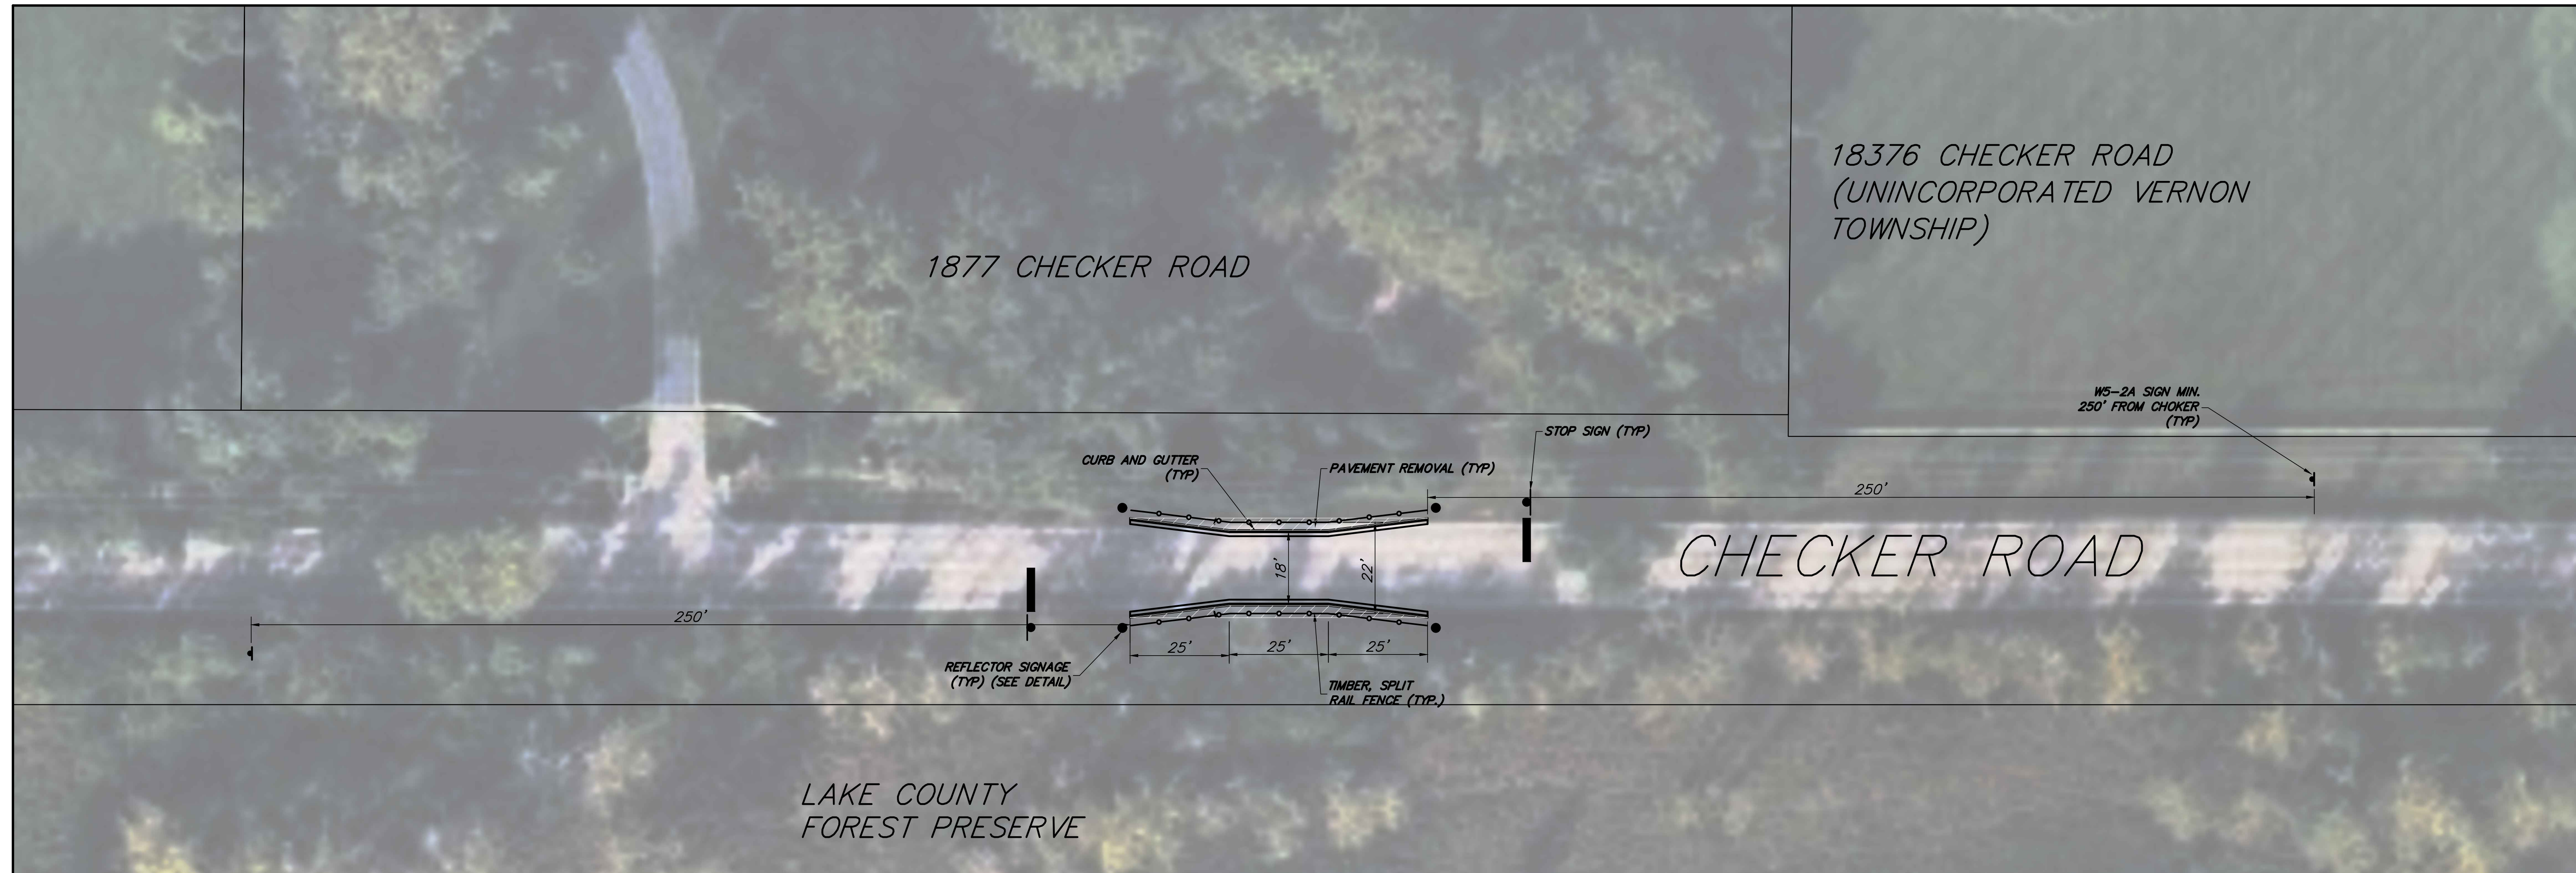 18376 CHECKER ROAD
(UNINCORPORATED VERNON
TOWNSHIP)
1877 CHECKER ROAD
W5-2A SIGN MIN.
250' FROM CHOKER
(TYP)
STOP SIGN (TYP)
CURB AND GUTTER
(TYP)
PAVEMENT REMOVAL (TYP)
250'
CHECKER ROAD
18'
22'
250'
25'
25'
25'
REFLECTOR SIGNAGE
(TYP) (SEE DETAIL)
TIMBER, SPLIT
RAIL FENCE (TYP.)
LAKE COUNTY
FOREST PRESERVE